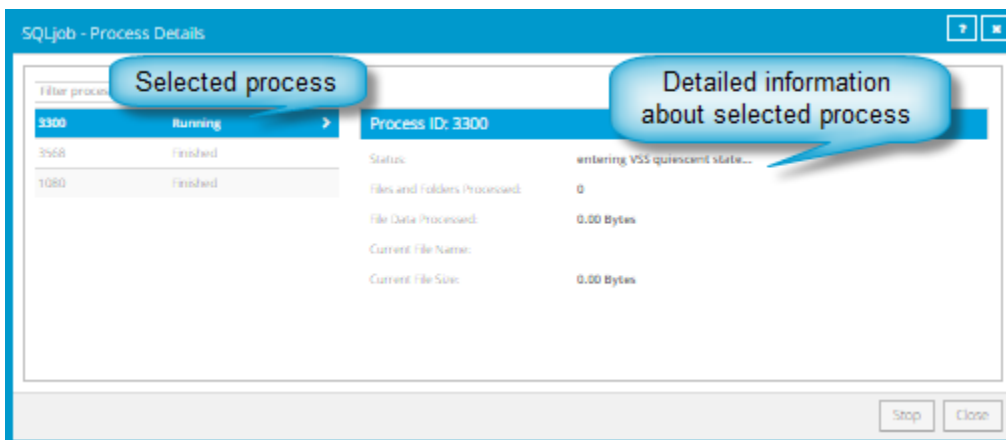 SQLjob - Process Details
? x
Filter
Selected process
Detailed information
about selected process
3300 Running >
Process ID: 3300
3568 Finished
Status: entering VSS quiescent state...
1080 Finished
Files and Folders Processed: 0
File Data Processed: 0.00 Bytes
Current File Name:
Current File Size: 0.00 Bytes
Stop Close